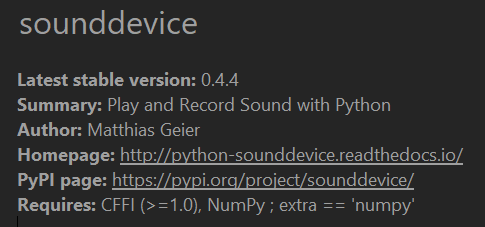 sounddevice
Latest stable version: 0.4.4
Summary: Play and Record Sound with Python
Author: Matthias Geier
Homepage: http://python-sounddevice.readthedocs.io/
PyPI page: https://pypi.org/project/sounddevice/
Requires: CFFI (>=1.0), NumPy ; extra == 'numpy'